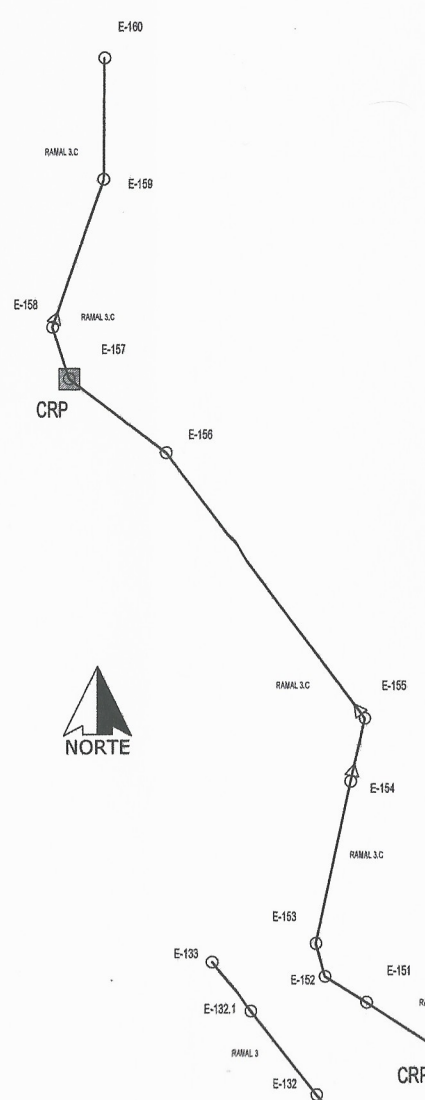 E-160
RAMAL 3.C
E-159
E-158
RAMAL 3.C
E-157
CRP
E-156
RAMAL 3.C
E-155
NORTE
E-154
RAMAL 3.C
E-153
E-133
E-152
E-151
E-132.1
RAMAL 3
CRP
E-132